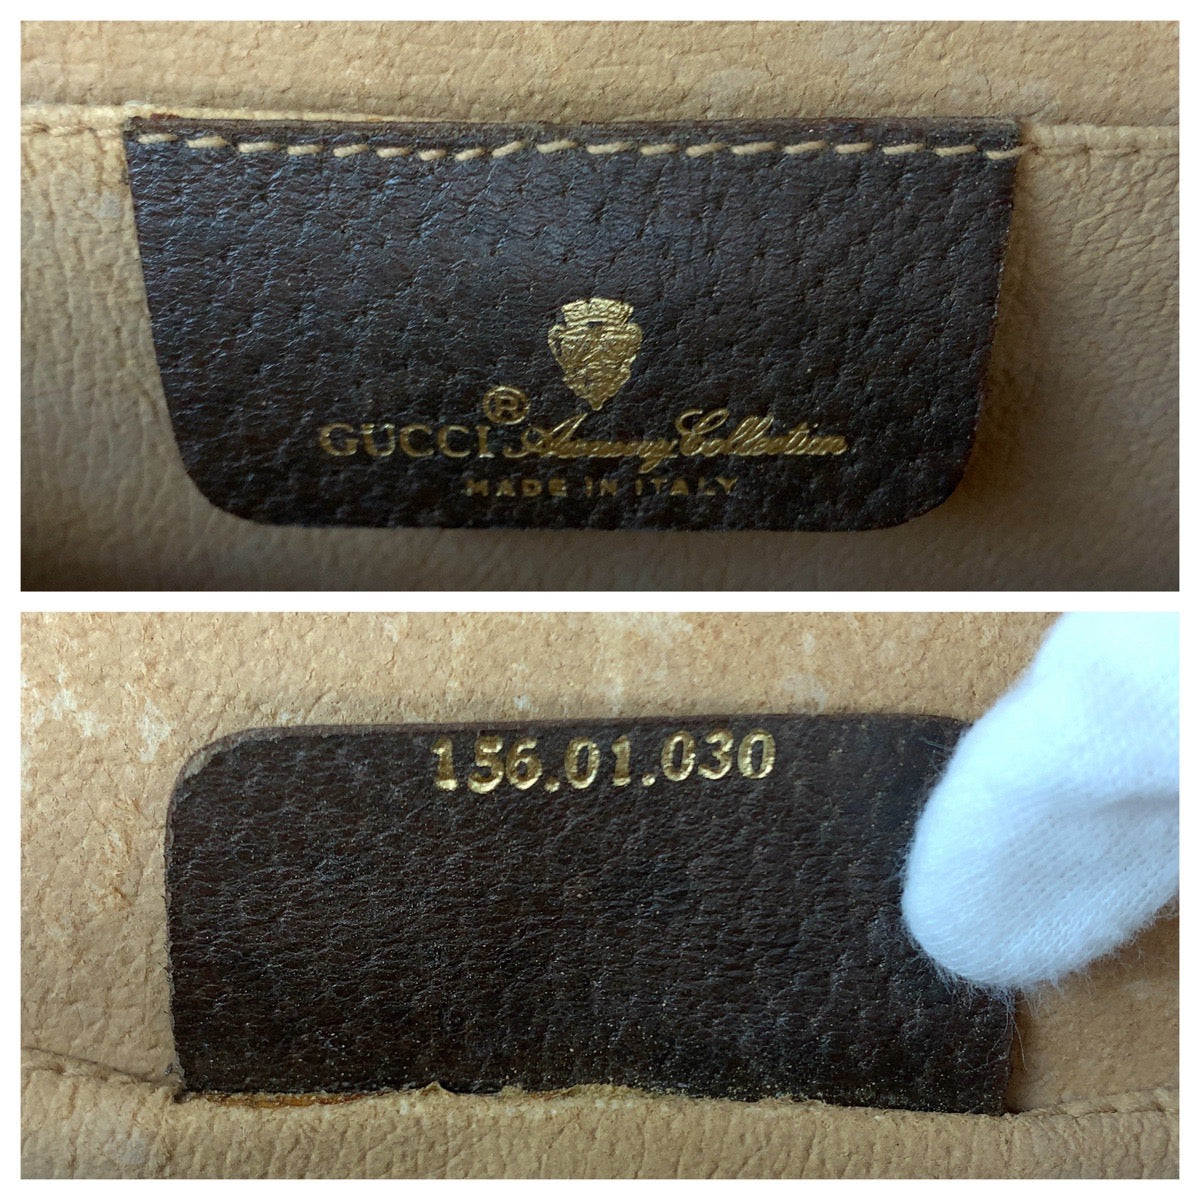 ®
GUCCI Accessory Collection
MADE IN ITALY
156.01.030